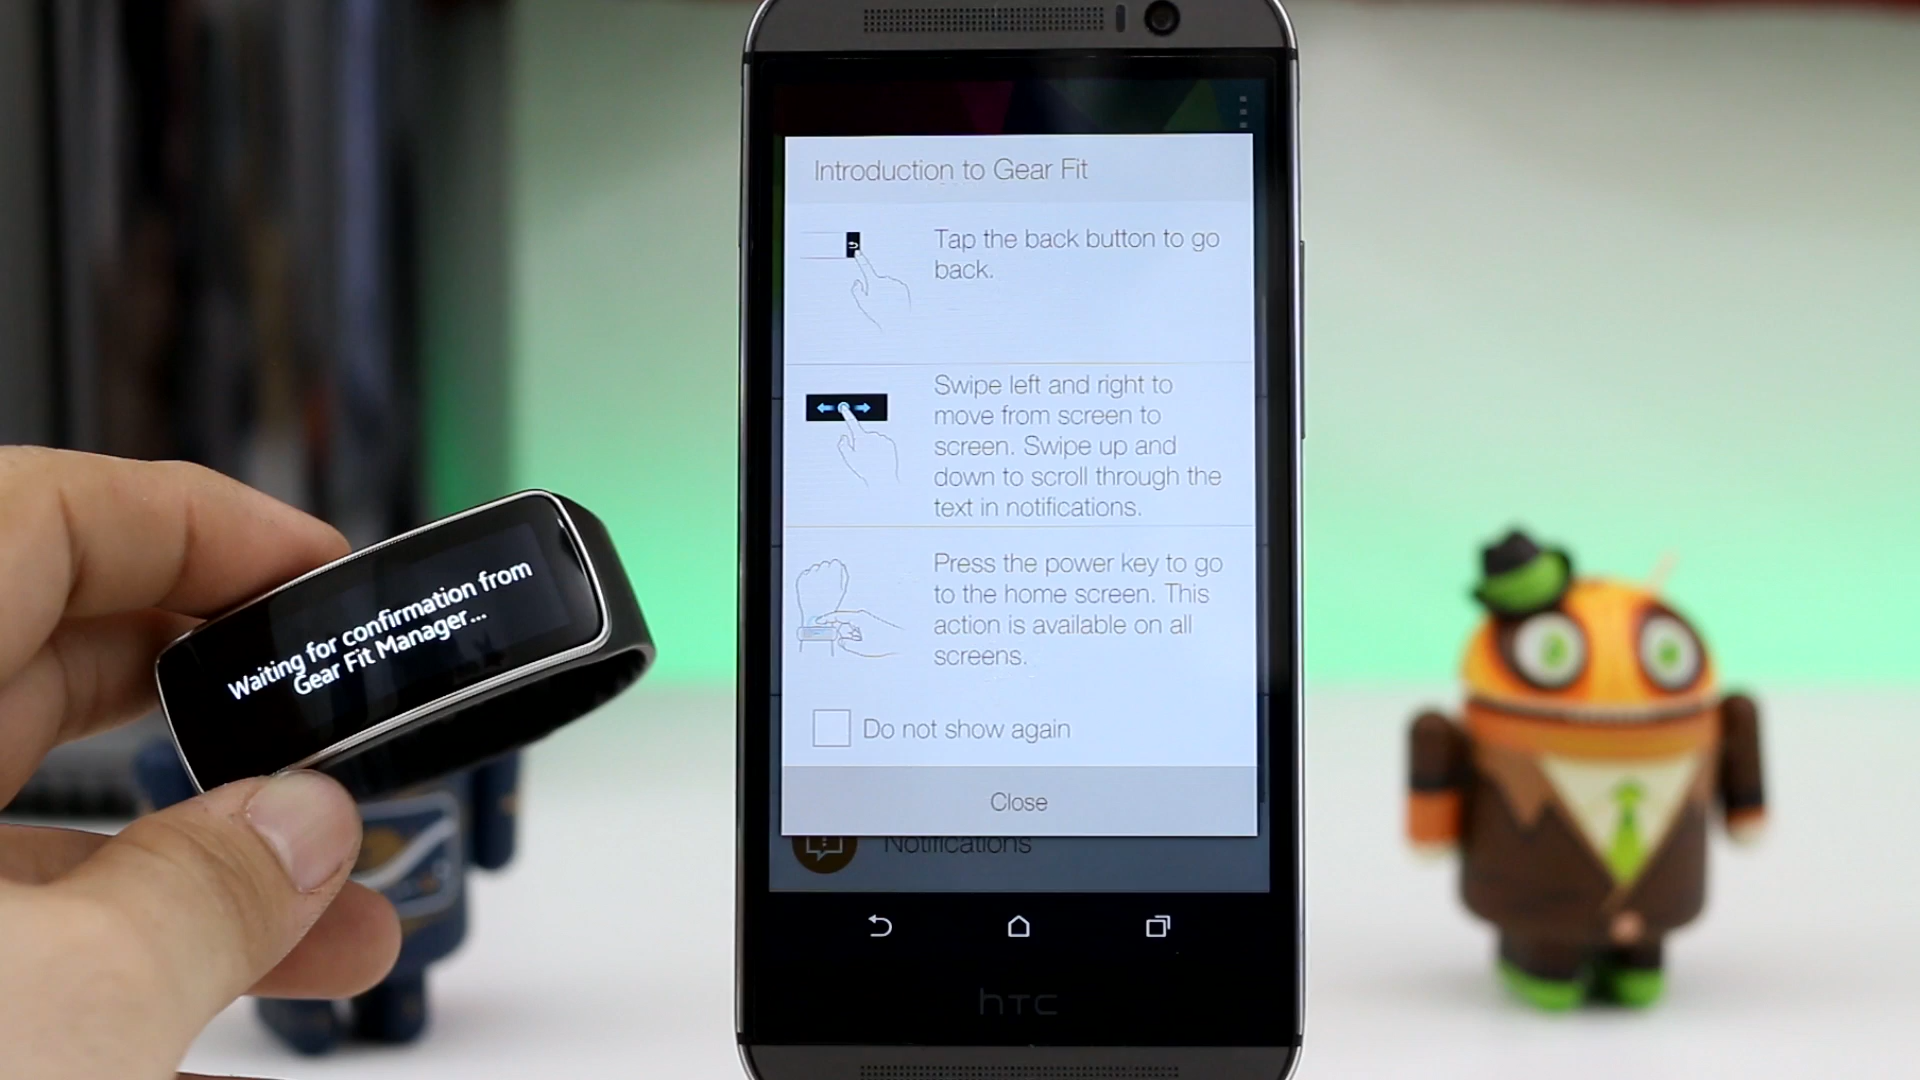 Introduction to Gear Fit
Tap the back button to go
back.
Swipe left and right to
move from screen to
screen. Swipe up and
down to scroll through the
text in notifications.
Press the power key to go
to the home screen. This
action is available on all
screens.
Do not show again
Close
Notifications
hTC
Waiting for confirmation from
Gear Fit Manager...